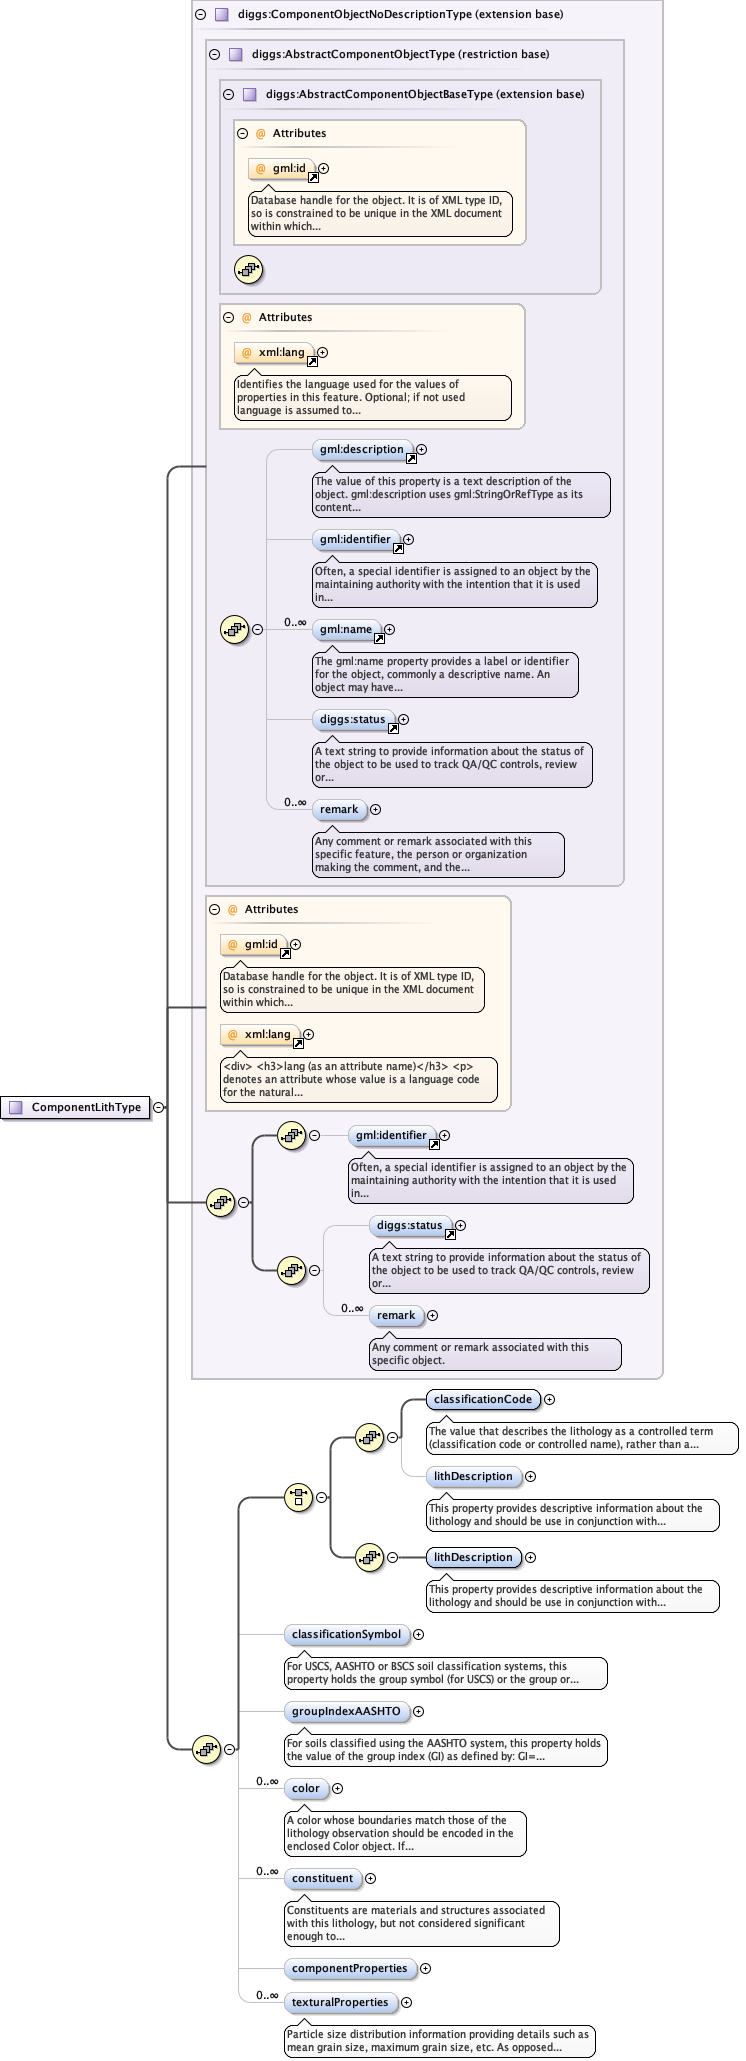 diggs:ComponentObjectNoDescriptionType (extension base)
diggs:AbstractComponentObjectType (restriction base)
diggs:AbstractComponentObjectBaseType (extension base)
@ Attributes
@ gml:id
Database handle for the object. It is of XML type ID,
so is constrained to be unique in the XML document
within which...
@ Attributes
@ xml:lang
Identifies the language used for the values of
properties in this feature. Optional; if not used
language is assumed to...
gml:description
The value of this property is a text description of the
object. gml:description uses gml:StringOrRefType as its
content...
gml:identifier
Often, a special identifier is assigned to an object by the
maintaining authority with the intention that it is used
in...
0..∞
gml:name
The gml:name property provides a label or identifier
for the object, commonly a descriptive name. An
object may have...
diggs:status
A text string to provide information about the status of
the object to be used to track QA/QC controls, review
or...
0..∞
remark
Any comment or remark associated with this
specific feature, the person or organization
making the comment, and the...
@ Attributes
@ gml:id
Database handle for the object. It is of XML type ID,
so is constrained to be unique in the XML document
within which...
@ xml:lang
<div> <h3>lang (as an attribute name)</h3> <p>
denotes an attribute whose value is a language code
for the natural...
ComponentLithType
gml:identifier
Often, a special identifier is assigned to an object by the
maintaining authority with the intention that it is used
in...
diggs:status
A text string to provide information about the status of
the object to be used to track QA/QC controls, review
or...
0..∞
remark
Any comment or remark associated with this
specific object.
classificationCode
The value that describes the lithology as a controlled term
(classification code or controlled name), rather than a...
lithDescription
This property provides descriptive information about the
lithology and should be use in conjunction with...
lithDescription
This property provides descriptive information about the
lithology and should be use in conjunction with...
classificationSymbol
For USCS, AASHTO or BSCS soil classification systems, this
property holds the group symbol (for USCS) or the group or...
groupIndexAASHTO
For soils classified using the AASHTO system, this property holds
the value of the group index (GI) as defined by: GI=...
0..∞
color
A color whose boundaries match those of the
lithology observation should be encoded in the
enclosed Color object. If...
0..∞
constituent
Constituents are materials and structures associated
with this lithology, but not considered significant
enough to...
componentProperties
0..∞
texturalProperties
Particle size distribution information providing details such as
mean grain size, maximum grain size, etc. As opposed...